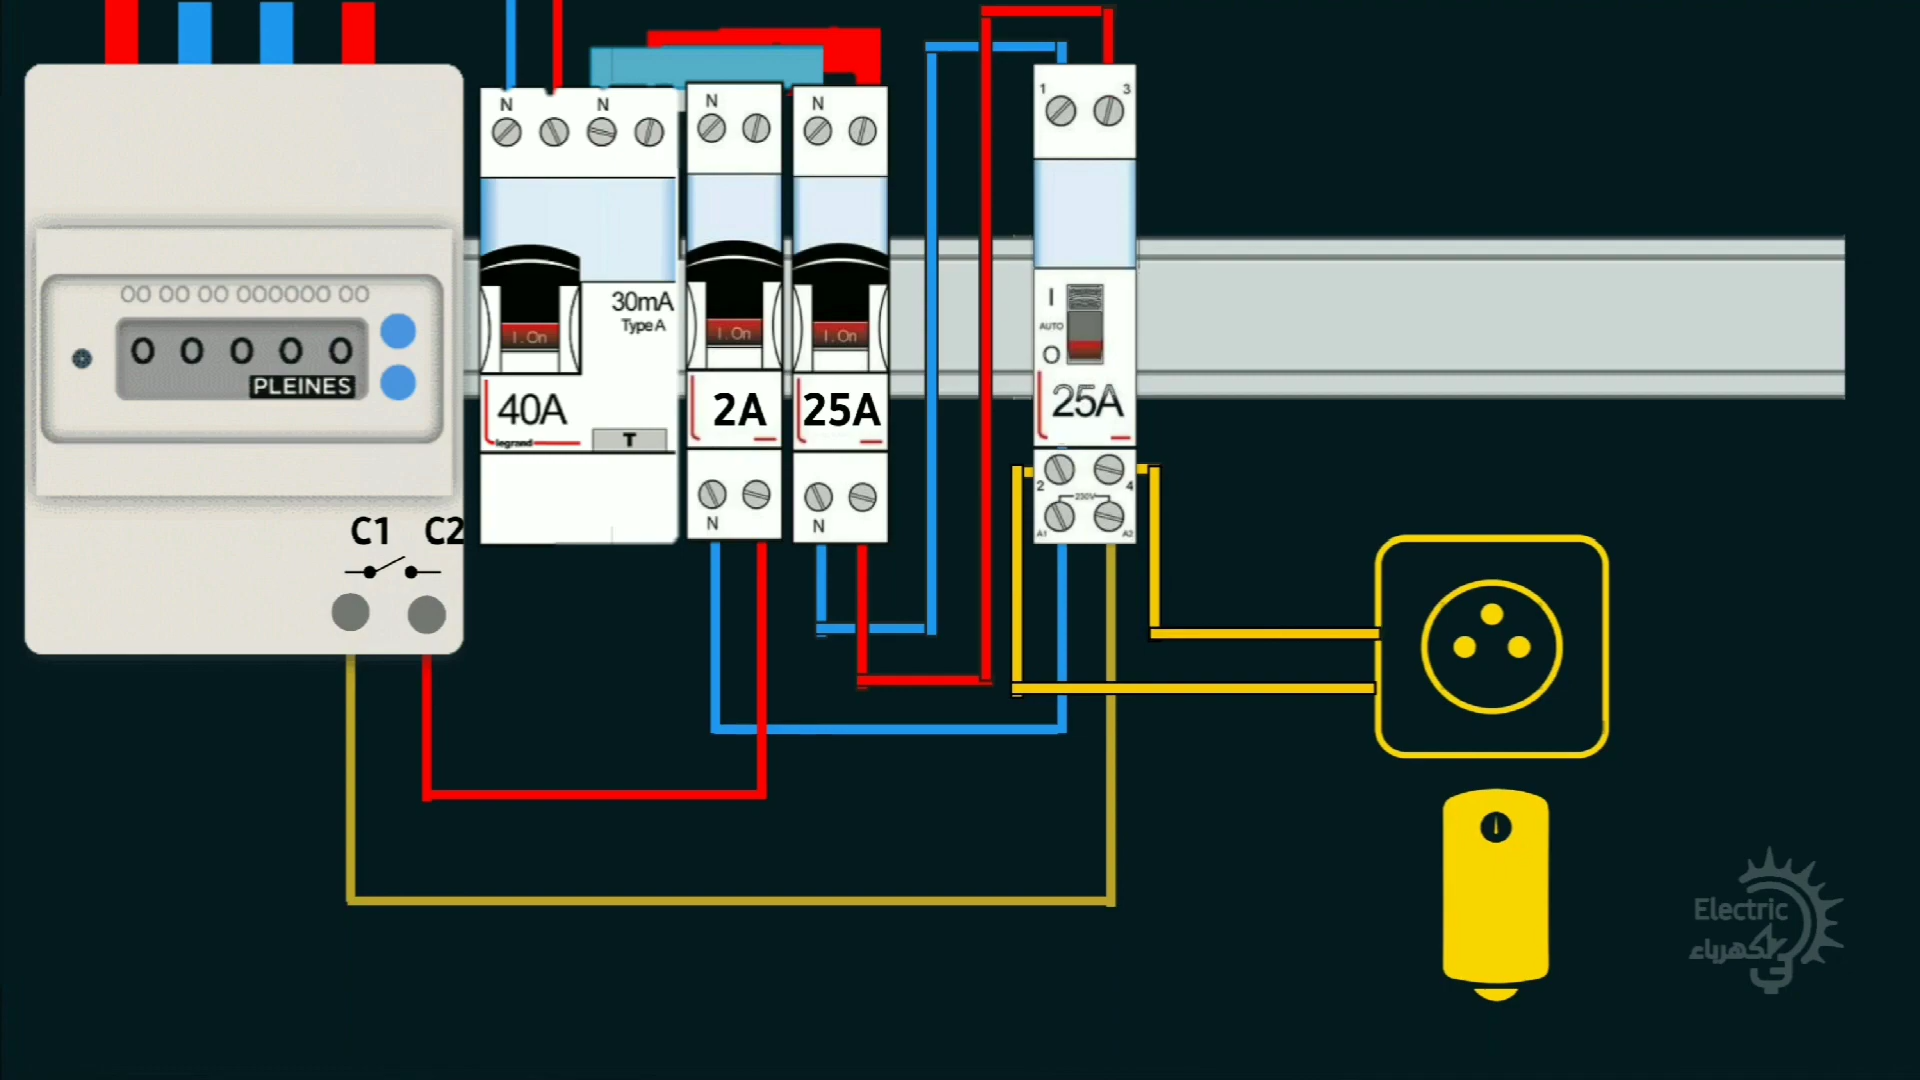 00 00 00 000000 00
0 0 0 0 0
PLEINES
C1 C2
N N
30mA
Type A
I.On
40A
legrand
T
N
I.On
2A
N
N
I.On
25A
N
1 3
I
AUTO
O
25A
2 4
230V
A1 A2
Electric
كهرباء